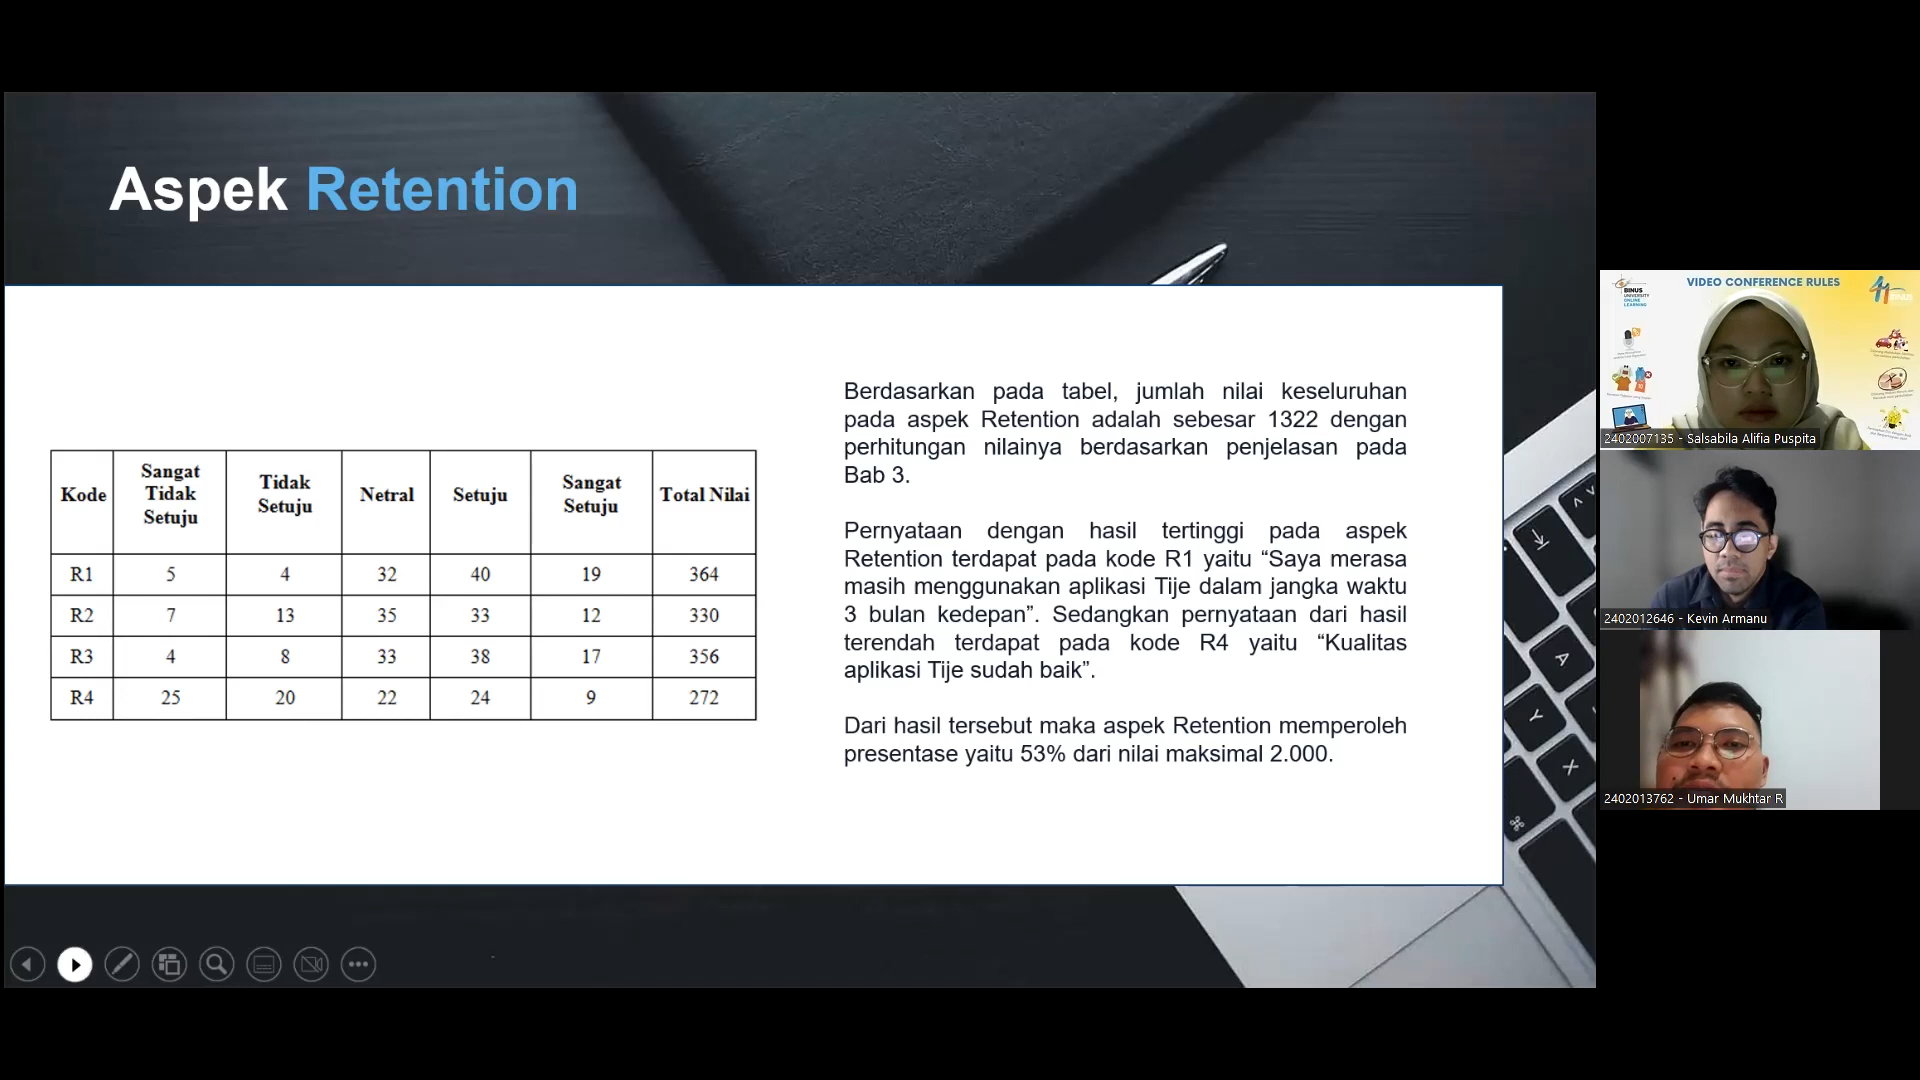 Aspek Retention
Kode Sangat Tidak Setuju Tidak Setuju Netral Setuju Sangat Setuju Total Nilai
R1 5 4 32 40 19 364
R2 7 13 35 33 12 330
R3 4 8 33 38 17 356
R4 25 20 22 24 9 272
Berdasarkan pada tabel, jumlah nilai keseluruhan
pada aspek Retention adalah sebesar 1322 dengan
perhitungan nilainya berdasarkan penjelasan pada
Bab 3.
Pernyataan dengan hasil tertinggi pada aspek
Retention terdapat pada kode R1 yaitu “Saya merasa
masih menggunakan aplikasi Tije dalam jangka waktu
3 bulan kedepan”. Sedangkan pernyataan dari hasil
terendah terdapat pada kode R4 yaitu “Kualitas
aplikasi Tije sudah baik”.
Dari hasil tersebut maka aspek Retention memperoleh
presentase yaitu 53% dari nilai maksimal 2.000.
VIDEO CONFERENCE RULES
BINUS
UNIVERSITY
ONLINE
LEARNING
2402007135 - Salsabila Alifia Puspita
2402012646 - Kevin Armanu
2402013762 - Umar Mukhtar R
A
Y
X